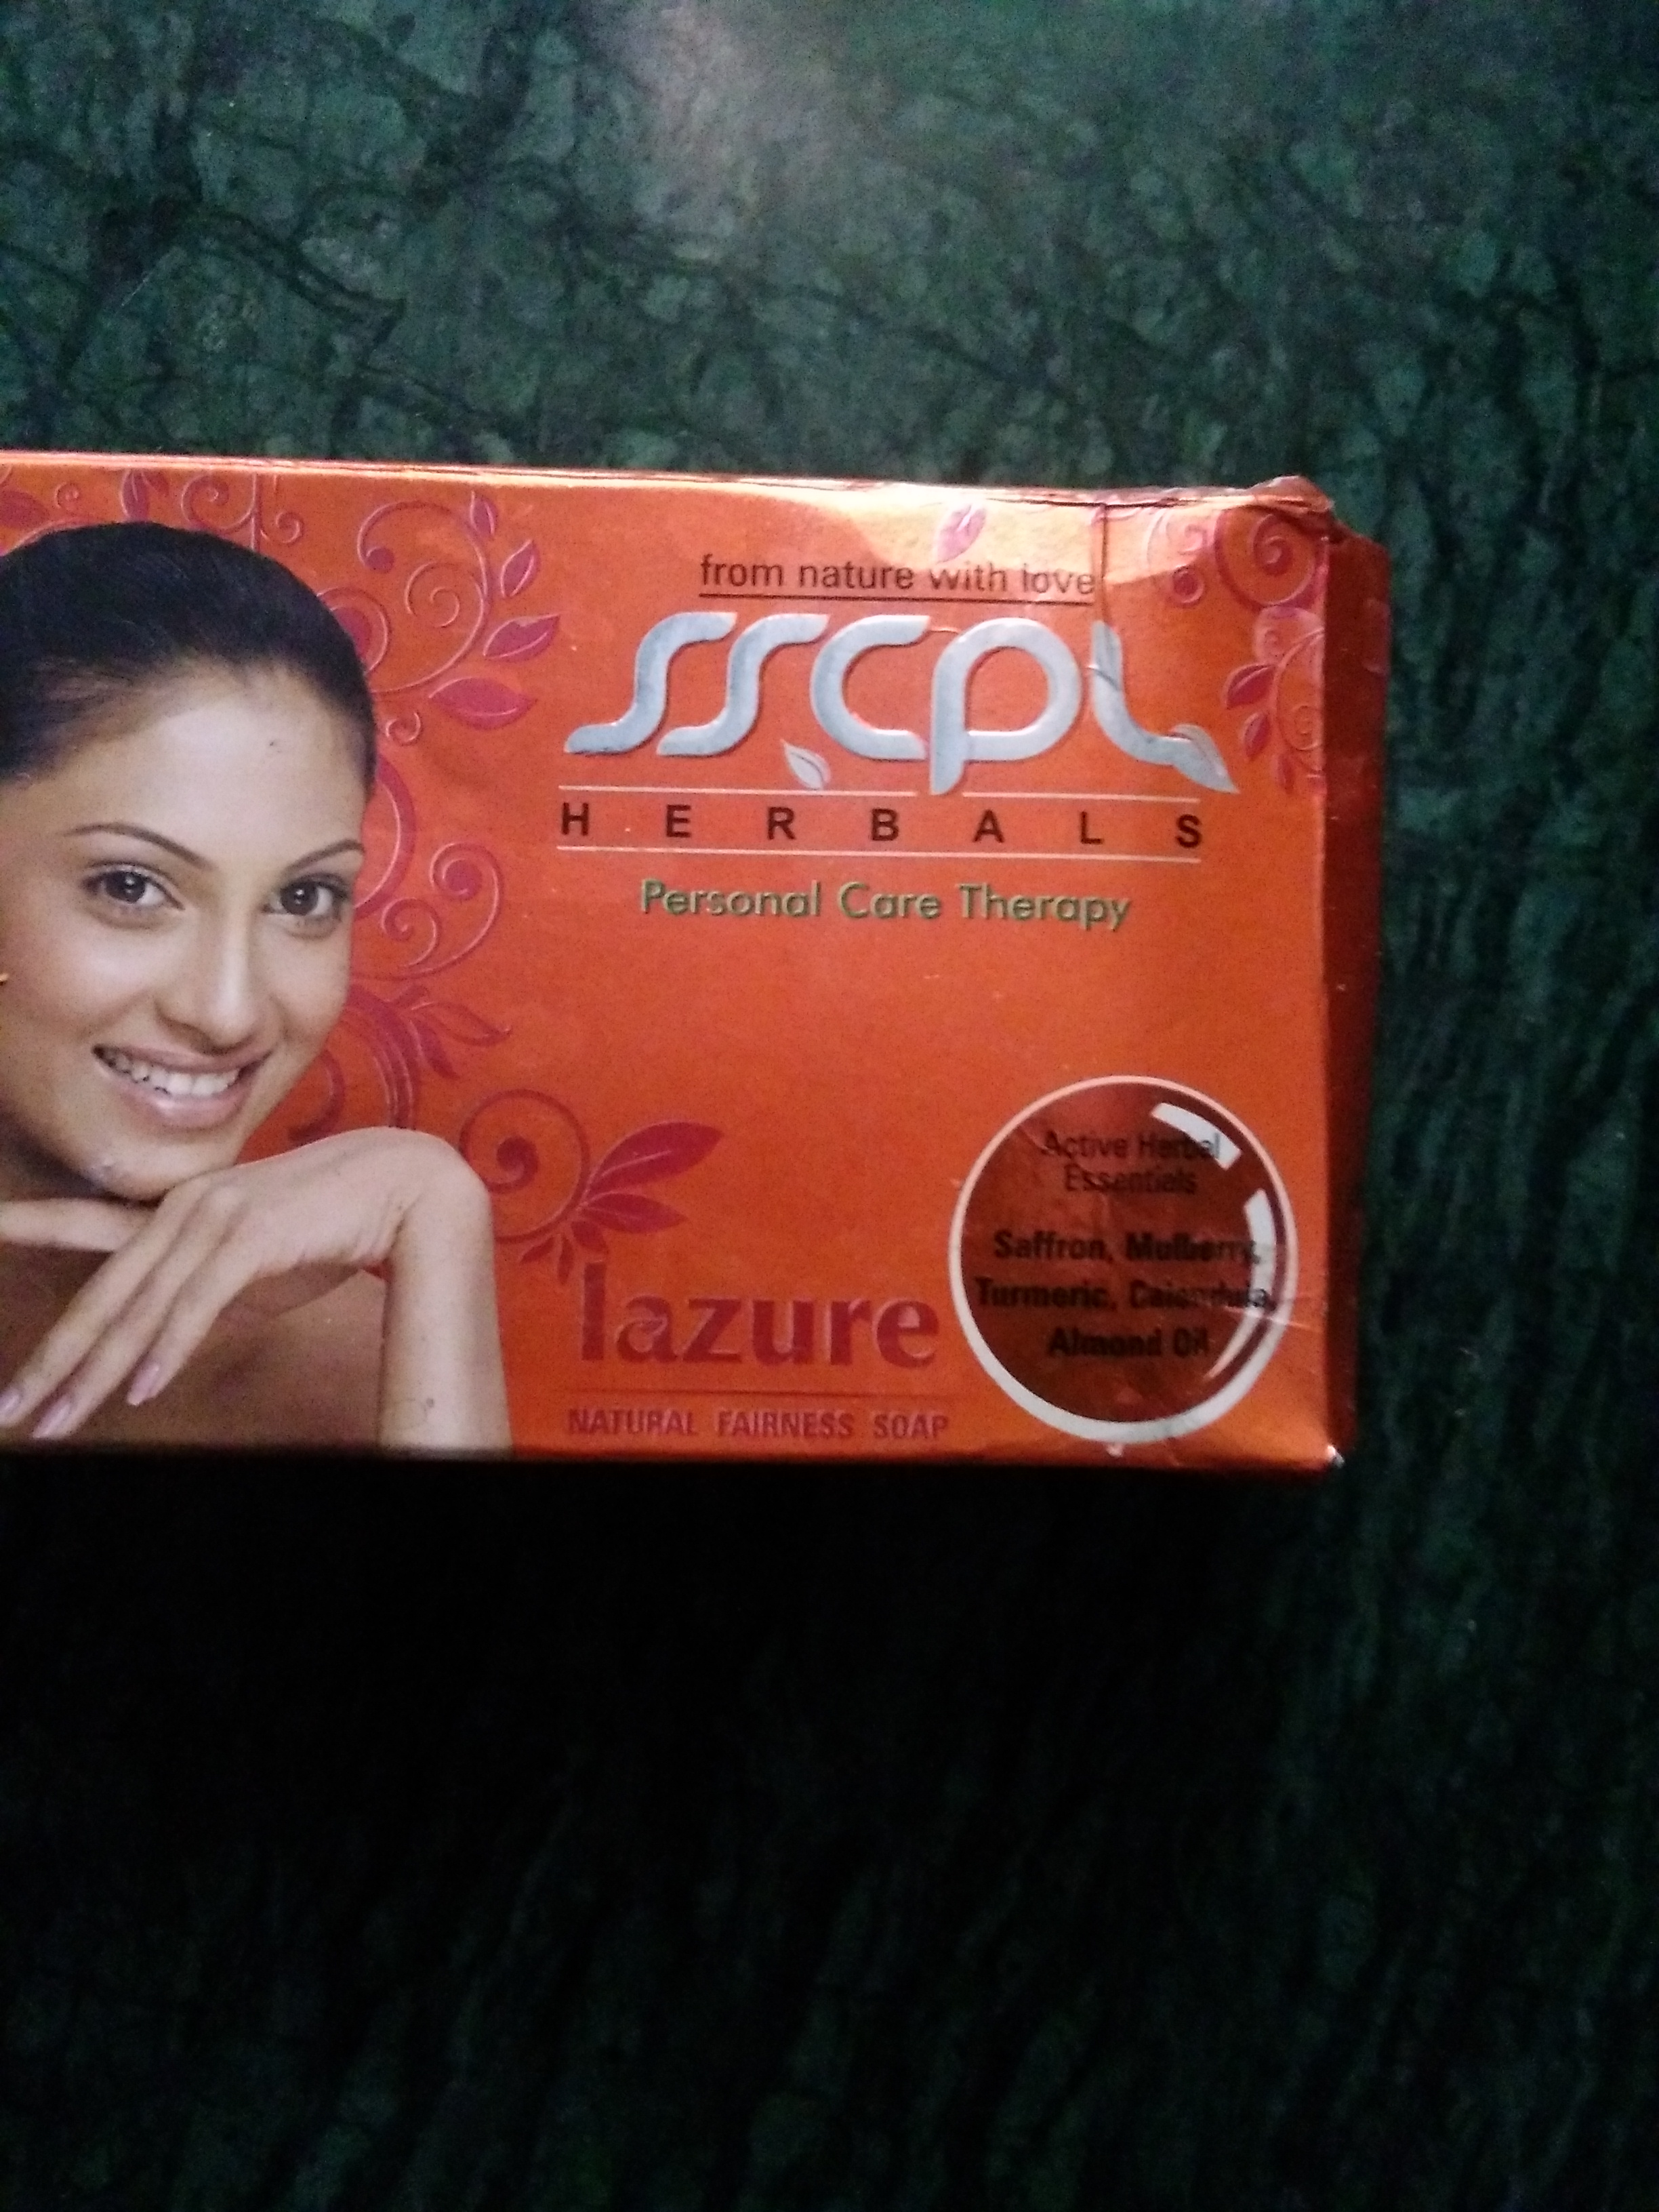 from nature with love
SSCPL
HERBALS
Personal Care Therapy
Active Herbal
Essentials
Saffron, Mulberry,
Turmeric, Calendula,
Almond Oil
lazure
NATURAL FAIRNESS SOAP